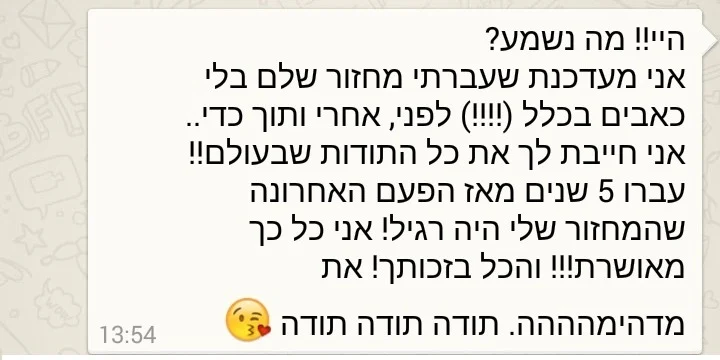 היי!! מה נשמע?
אני מעדכנת שעברתי מחזור שלם בלי
כאבים בכלל (!!!!) לפני, אחרי ותוך כדי..
אני חייבת לך את כל התודות שבעולם!!
עברו 5 שנים מאז הפעם האחרונה
שהמחזור שלי היה רגיל! אני כל כך
מאושרת!!! והכל בזכותך! את
מדהימהההה. תודה תודה תודה 😘
13:54